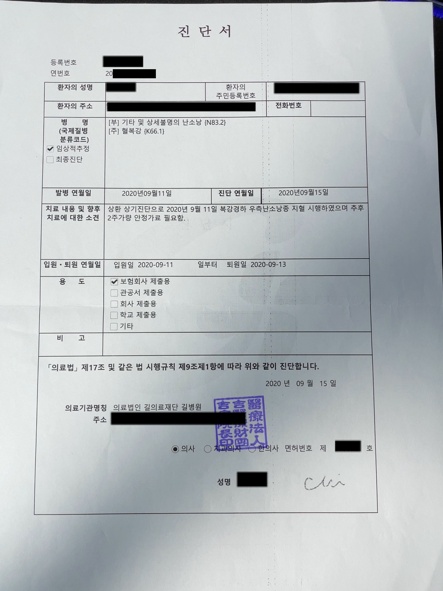 진 단 서
등록번호
연번호 20
환자의 성명
환자의
주민등록번호
환자의 주소
전화번호
병 명
(국제질병
분류코드)
임상적추정
최종진단
[부] 기타 및 상세불명의 난소낭 (N83.2)
[주] 혈복강 (K66.1)
발병 연월일 2020년09월11일 진단 연월일 2020년09월15일
치료 내용 및 향후
치료에 대한 소견
상환 상기진단으로 2020년 9월 11일 복강경하 우측난소낭종 지혈 시행하였으며 추후
2주가량 안정가료 필요함.
입원·퇴원 연월일 입원일 2020-09-11 일부터 퇴원일 2020-09-13
용 도
보험회사 제출용
관공서 제출용
회사 제출용
학교 제출용
기타
비 고
「의료법」 제17조 및 같은 법 시행규칙 제9조제1항에 따라 위와 같이 진단합니다.
2020 년 09 월 15 일
의료기관명칭 의료법인 길의료재단 길병원
주소
의사 치과의사 한의사 면허번호 제 호
성명